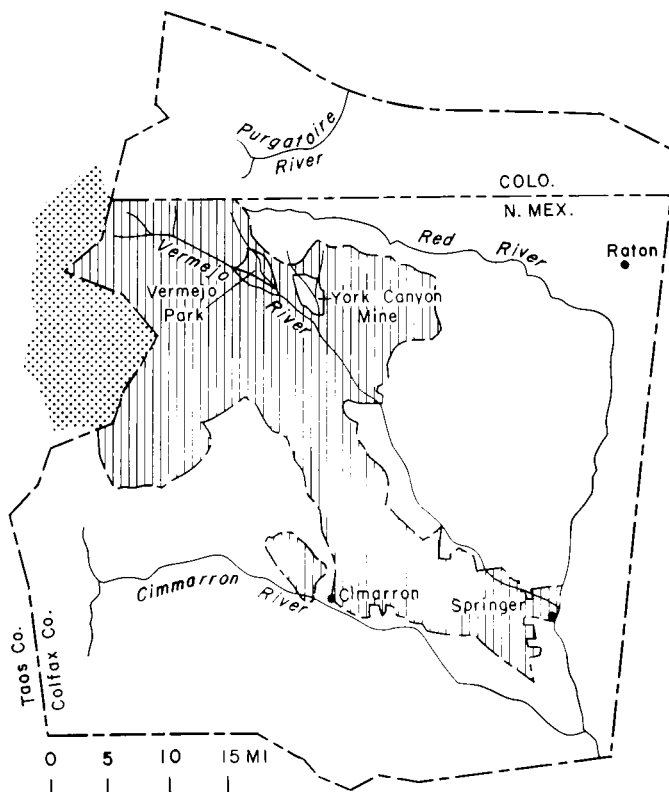 Purgatoire
River
COLO.
N. MEX.
Red River
Raton
Vermejo
River
Vermejo
Park
York Canyon
Mine
Cimmarron
River
Cimarron
Springer
Taos Co.
Colfax Co.
0 5 10 15 MI